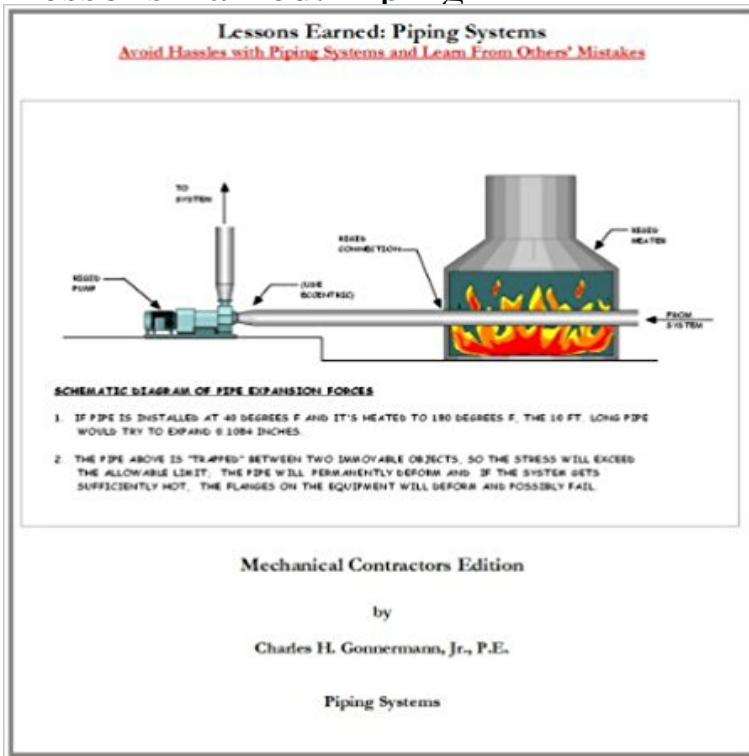 Lessons Earned: Piping Systems
Avoid Hassles with Piping Systems and Learn From Others' Mistakes
TO
SYSTEM
RIGID
CONNECTION
RIGID
HEATER
RIGID
PUMP
(USE
ECCENTRIC)
FROM
SYSTEM
SCHEMATIC DIAGRAM OF PIPE EXPANSION FORCES
1. IF PIPE IS INSTALLED AT 40 DEGREES F AND IT'S HEATED TO 180 DEGREES F, THE 10 FT. LONG PIPE
WOULD TRY TO EXPAND 0.1084 INCHES.
2. THE PIPE ABOVE IS "TRAPPED" BETWEEN TWO IMMOVABLE OBJECTS, SO THE STRESS WILL EXCEED
THE ALLOWABLE LIMIT; THE PIPE WILL PERMANENTLY DEFORM AND IF THE SYSTEM GETS
SUFFICIENTLY HOT, THE FLANGES ON THE EQUIPMENT WILL DEFORM AND POSSIBLY FAIL.
Mechanical Contractors Edition
by
Charles H. Gonnermann, Jr., P.E.
Piping Systems